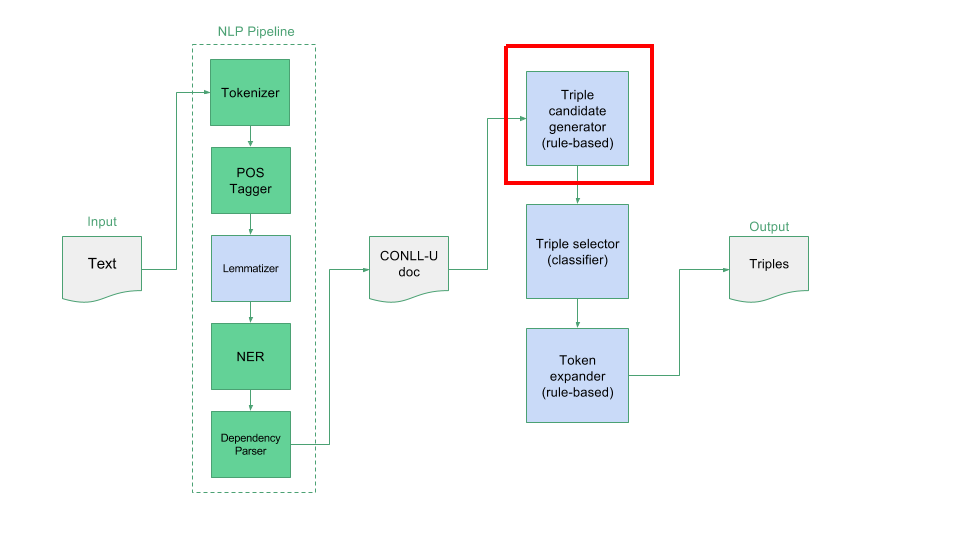 NLP Pipeline
Tokenizer
POS
Tagger
Lemmatizer
NER
Dependency
Parser
Input
Text
CONLL-U
doc
Triple
candidate
generator
(rule-based)
Triple selector
(classifier)
Token
expander
(rule-based)
Output
Triples